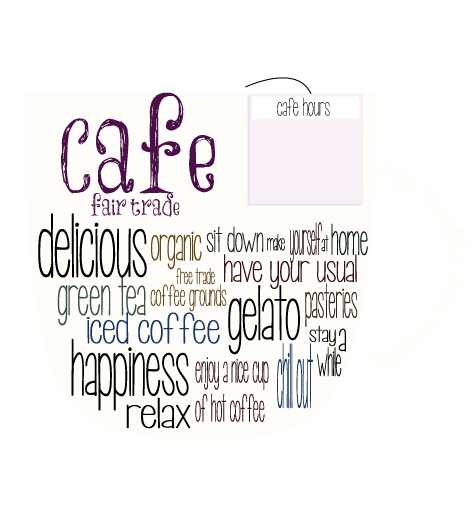 cafe
fair trade
cafe hours
delicious
organic
free trade
sit down make yourself at home
have your usual
green tea
coffee grounds
iced coffee
gelato
pasteries
stay a
while
happiness
enjoy a nice cup
of hot coffee
chill out
relax